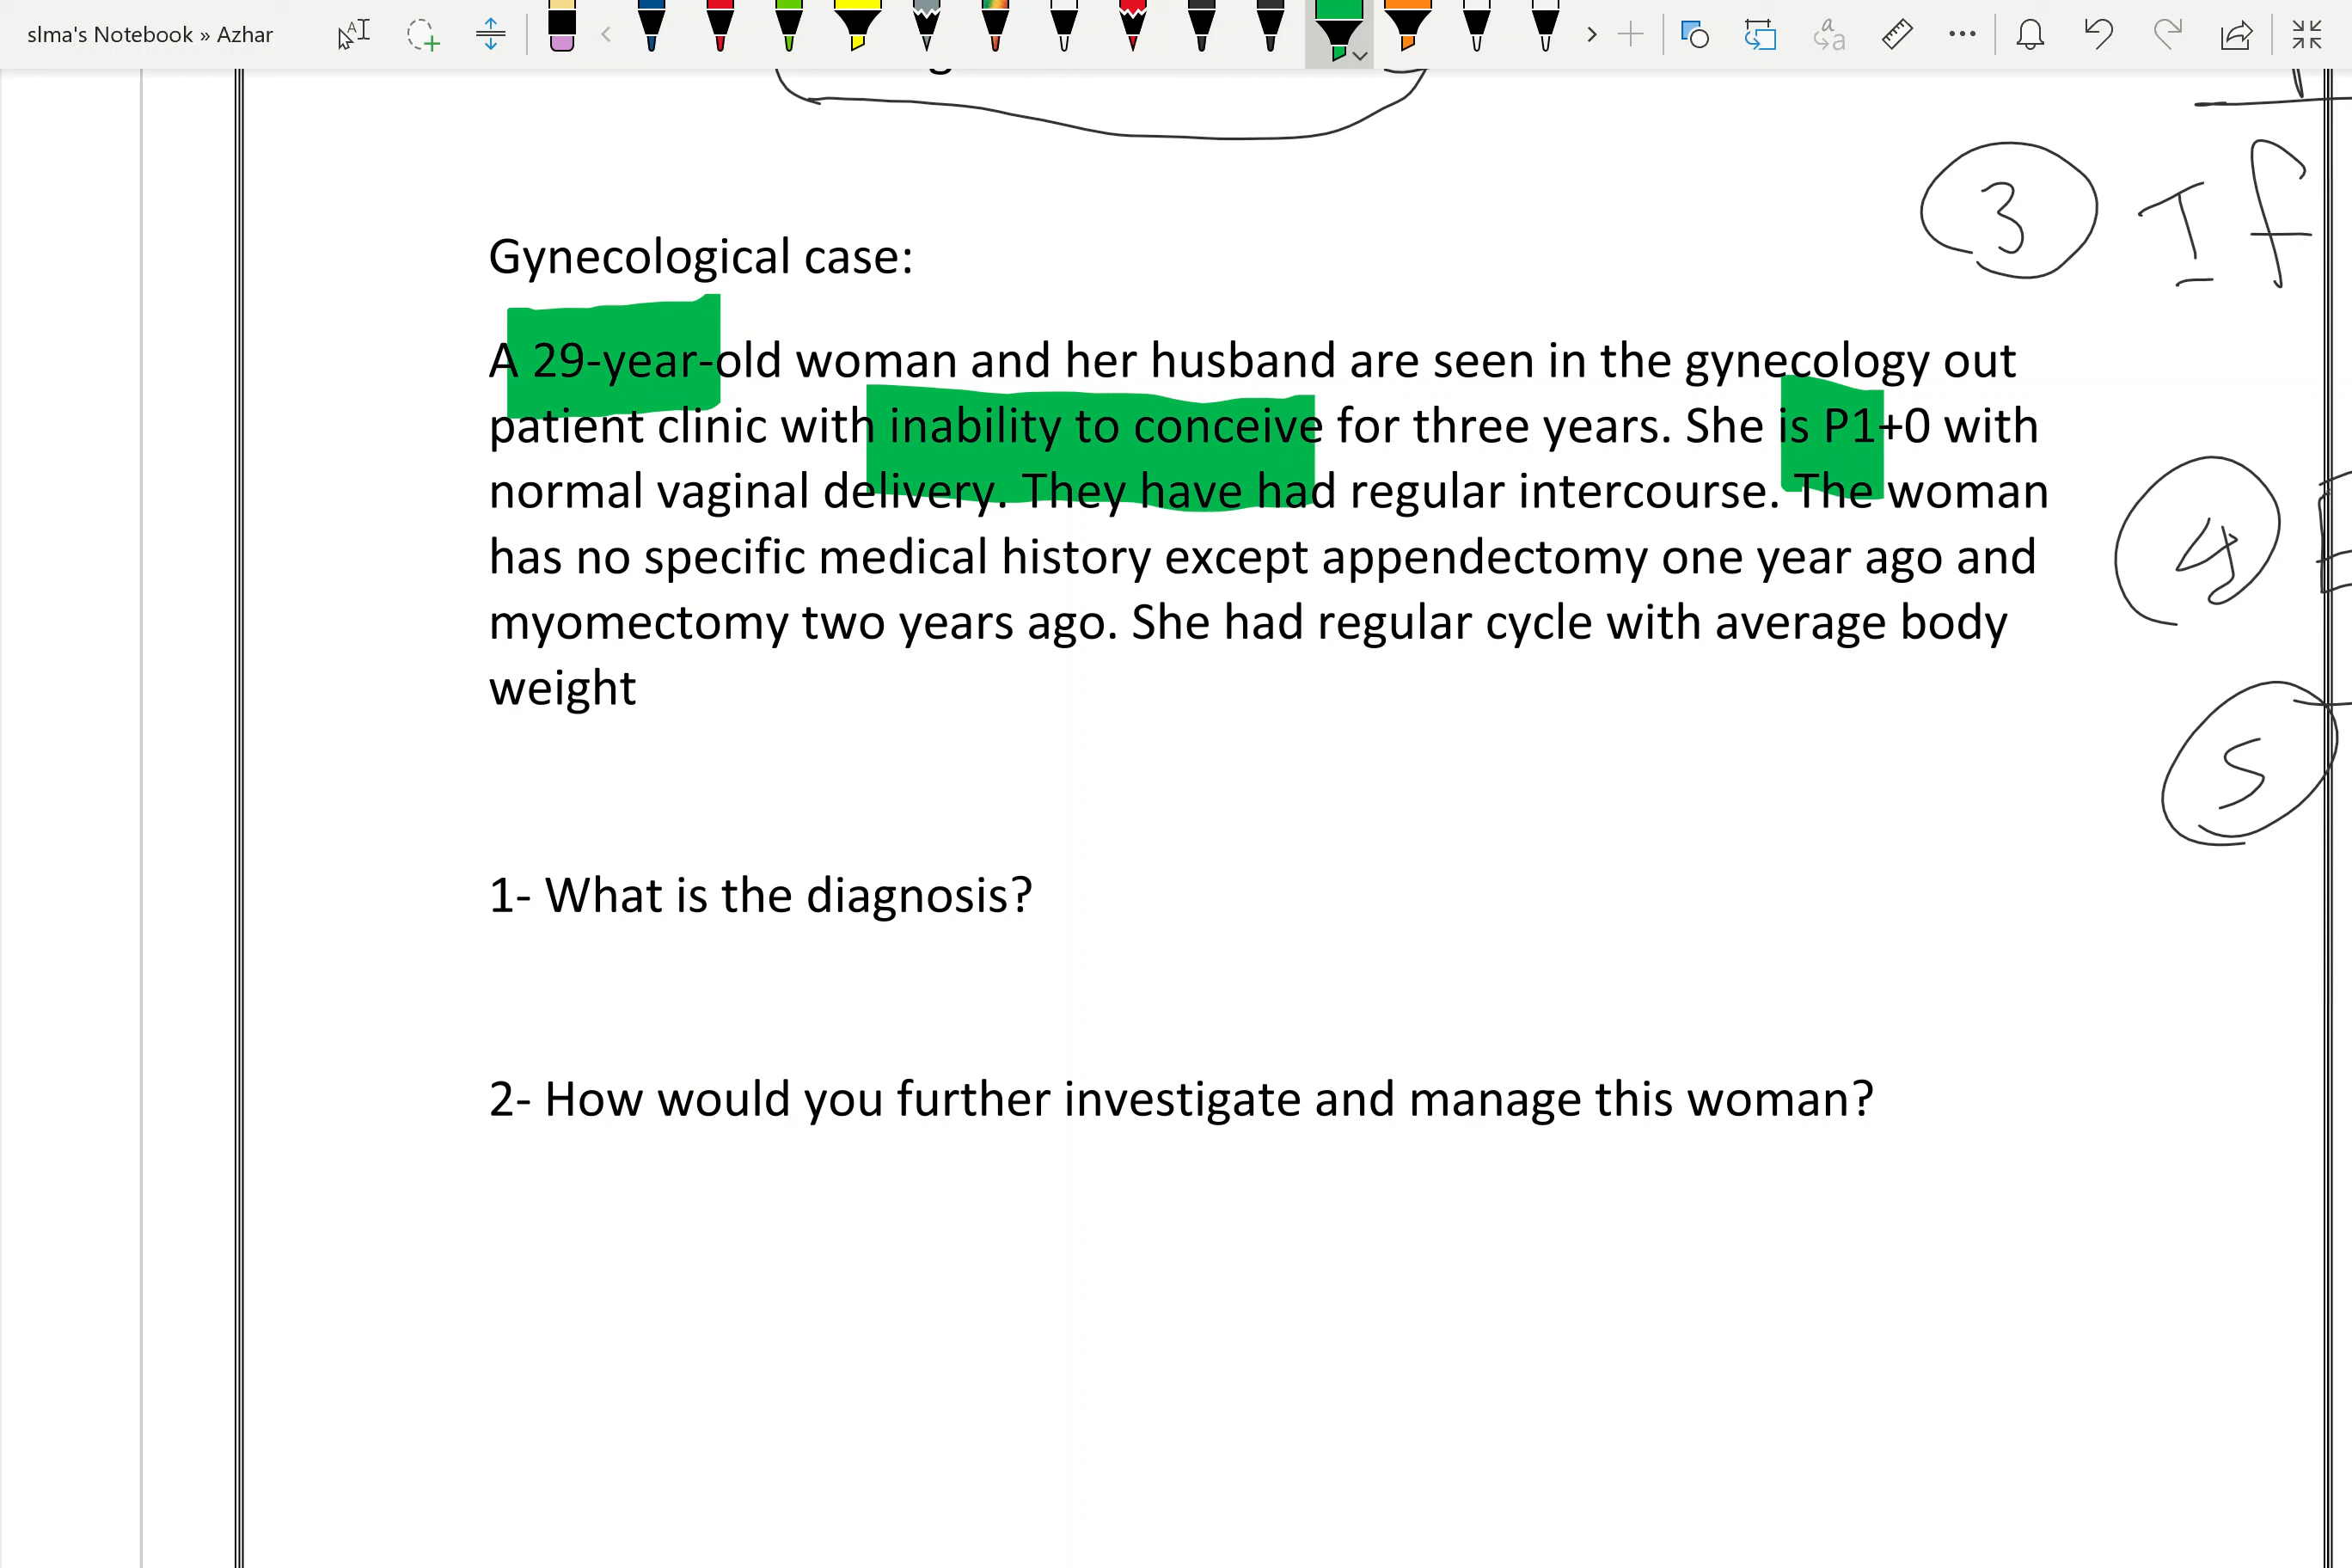 slma's Notebook » Azhar
3 If
Gynecological case:
A 29-year-old woman and her husband are seen in the gynecology out
patient clinic with inability to conceive for three years. She is P1+0 with
normal vaginal delivery. They have had regular intercourse. The woman
has no specific medical history except appendectomy one year ago and
4
myomectomy two years ago. She had regular cycle with average body
weight
5
1- What is the diagnosis?
2- How would you further investigate and manage this woman?